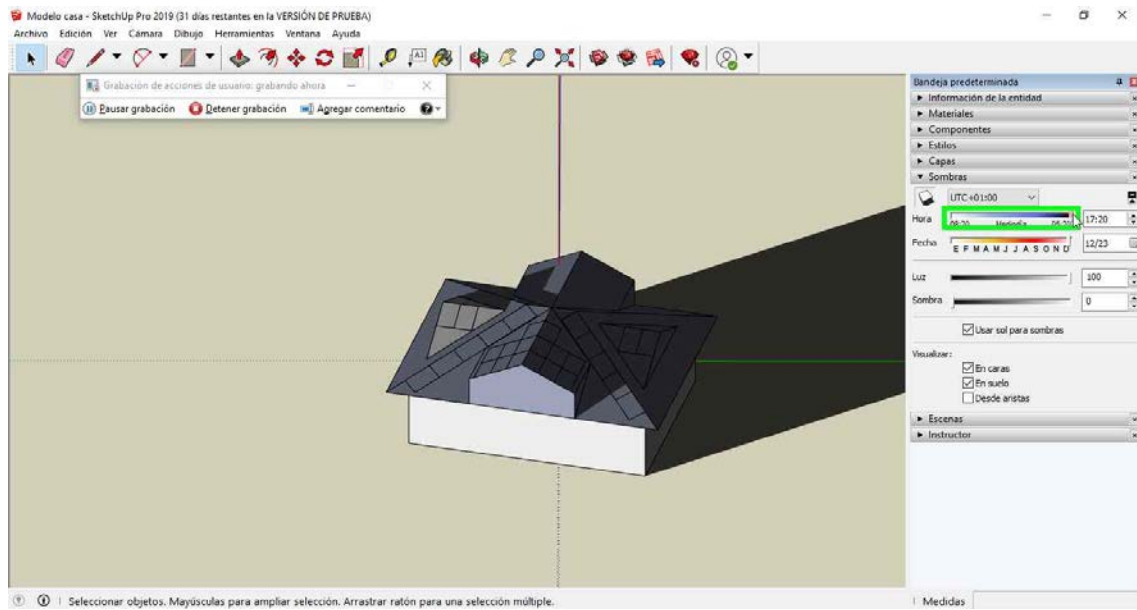 Modelo casa - SketchUp Pro 2019 (31 días restantes en la VERSIÓN DE PRUEBA)
Archivo Edición Ver Cámara Dibujo Herramientas Ventana Ayuda
A1
Grabación de acciones de usuario: grabando ahora
Pausar grabación Detener grabación Agregar comentario
Bandeja predeterminada
Información de la entidad
Materiales
Componentes
Estilos
Capas
Sombras
UTC+01:00
Hora 08:20 Mediodía 17:20
Fecha E F M A M J J A S O N D 12/23
Luz 100
Sombra 0
Usar sol para sombras
Visualizar:
En caras
En suelo
Desde aristas
Escenas
Instructor
Seleccionar objetos. Mayúsculas para ampliar selección. Arrastrar ratón para una selección múltiple.
Medidas